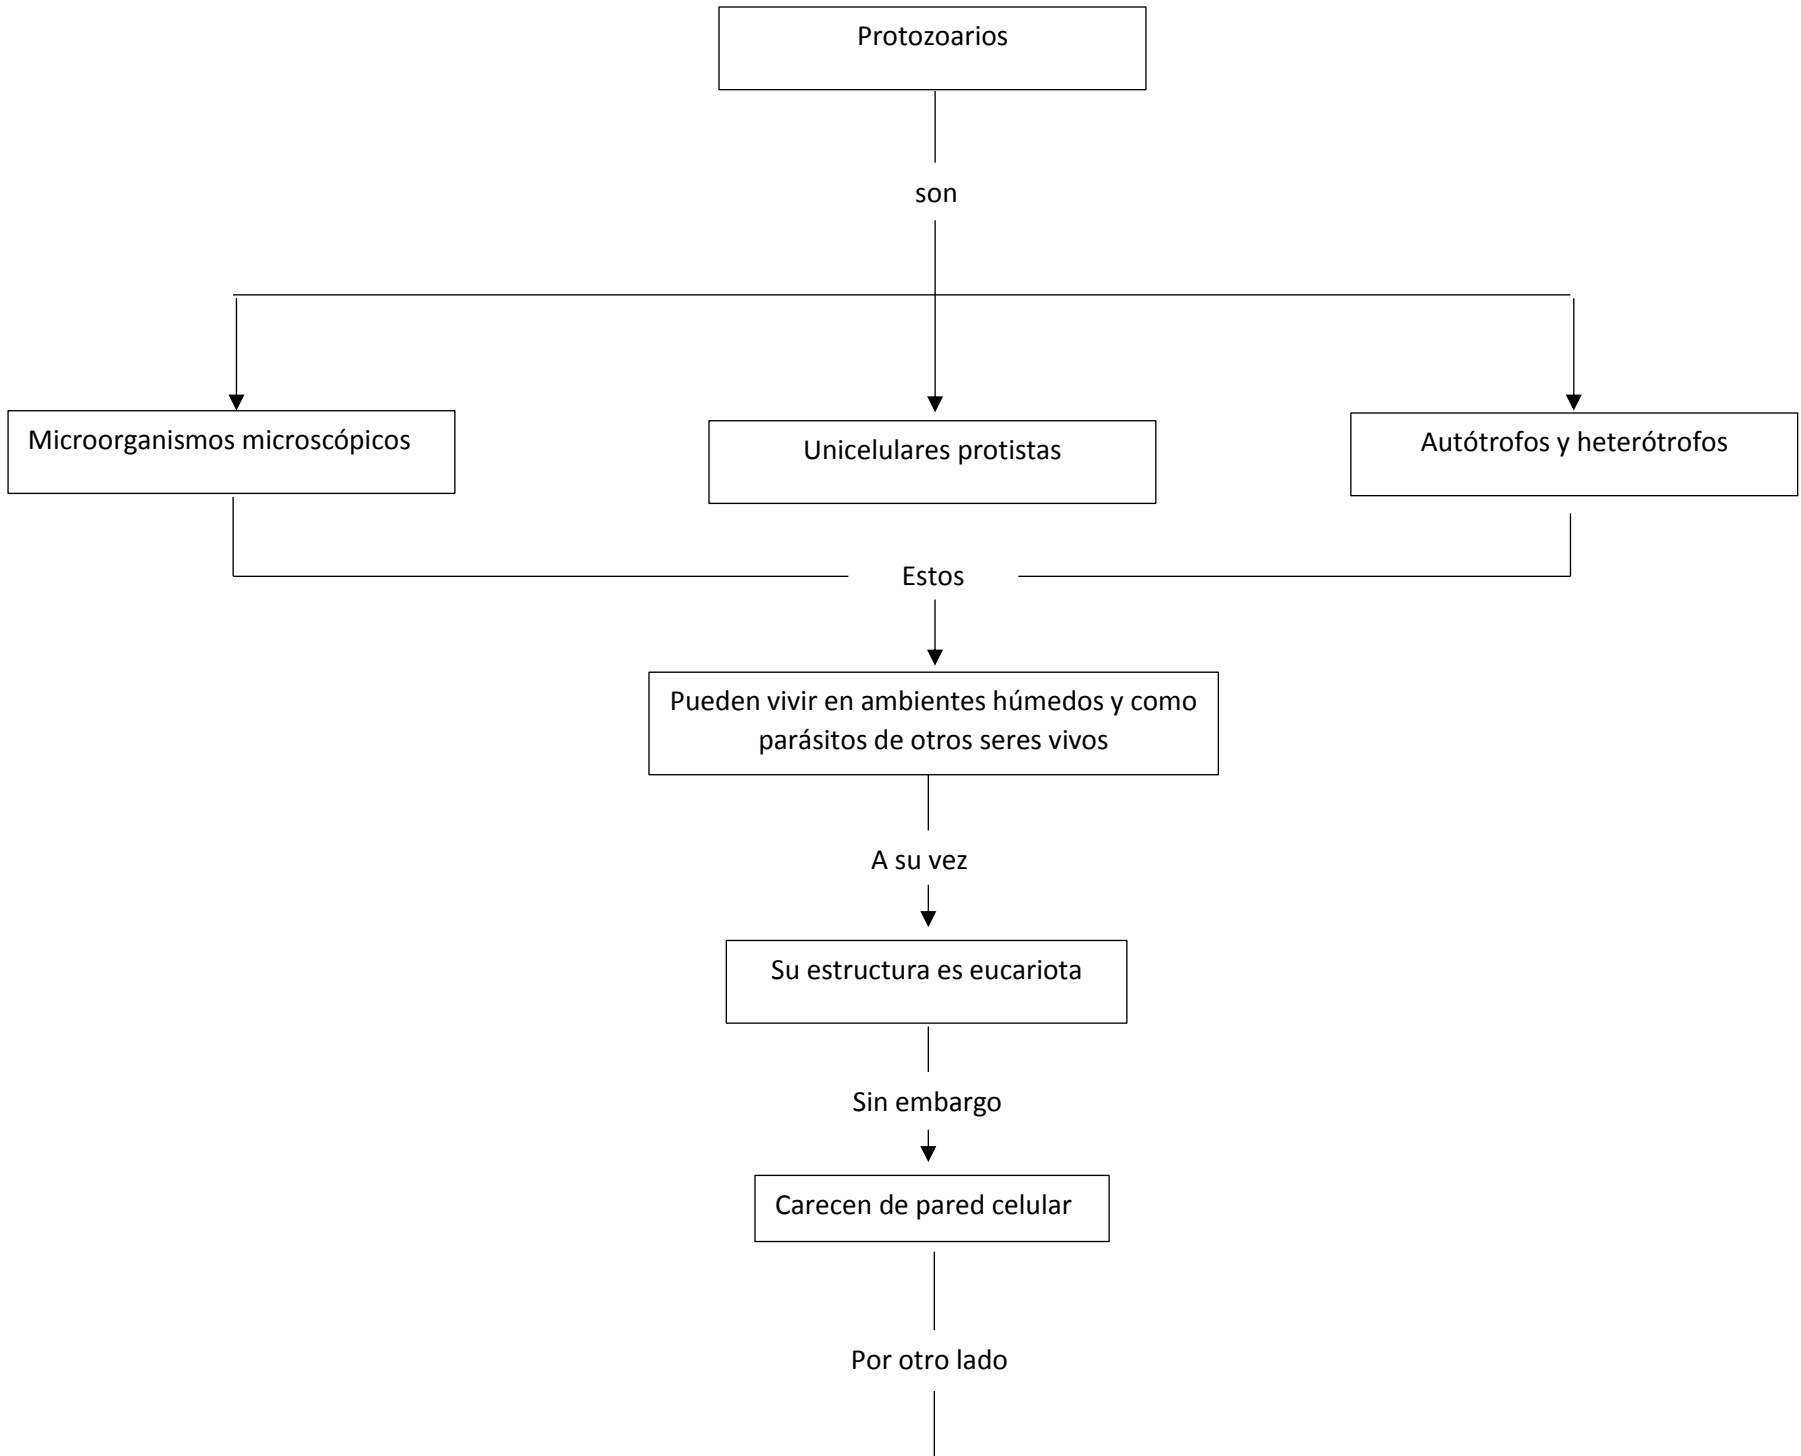 Protozoarios
son
Microorganismos microscópicos
Unicelulares protistas
Autótrofos y heterótrofos
Estos
Pueden vivir en ambientes húmedos y como
parásitos de otros seres vivos
A su vez
Su estructura es eucariota
Sin embargo
Carecen de pared celular
Por otro lado